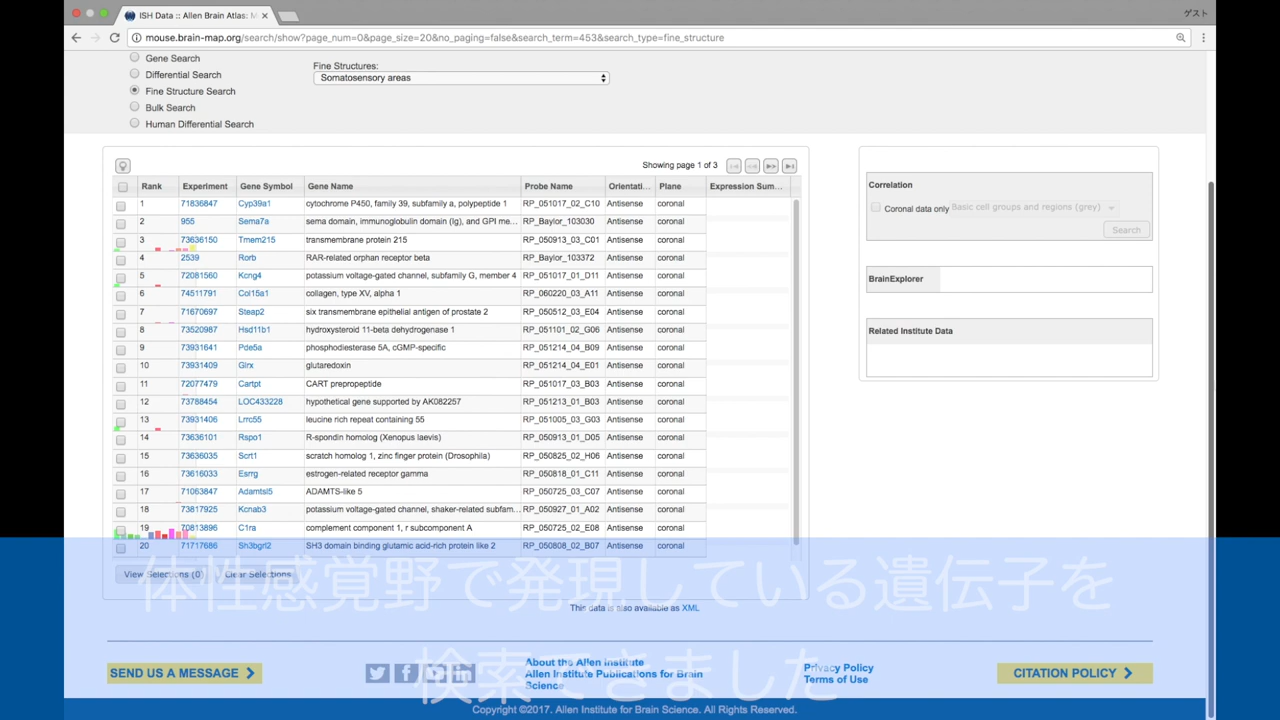 ISH Data :: Allen Brain Atlas: M
ゲスト
mouse.brain-map.org/search/show?page_num=0&page_size=20&no_paging=false&search_term=453&search_type=fine_structure
Gene Search
Differential Search
Fine Structure Search
Bulk Search
Human Differential Search
Fine Structures:
Somatosensory areas
Showing page 1 of 3
Rank Experiment Gene Symbol Gene Name Probe Name Orientati... Plane Expression Sum...
1 71836847 Cyp39a1 cytochrome P450, family 39, subfamily a, polypeptide 1 RP_051017_02_C10 Antisense coronal
2 955 Sema7a sema domain, immunoglobulin domain (Ig), and GPI me... RP_Baylor_103030 Antisense coronal
3 73636150 Tmem215 transmembrane protein 215 RP_050913_03_C01 Antisense coronal
4 2539 Rorb RAR-related orphan receptor beta RP_Baylor_103372 Antisense coronal
5 72081560 Kcng4 potassium voltage-gated channel, subfamily G, member 4 RP_051017_01_D11 Antisense coronal
6 74511791 Col15a1 collagen, type XV, alpha 1 RP_060220_03_A11 Antisense coronal
7 71670697 Steap2 six transmembrane epithelial antigen of prostate 2 RP_050512_03_E04 Antisense coronal
8 73520987 Hsd11b1 hydroxysteroid 11-beta dehydrogenase 1 RP_051101_02_G06 Antisense coronal
9 73931641 Pde5a phosphodiesterase 5A, cGMP-specific RP_051214_04_B09 Antisense coronal
10 73931409 Glrx glutaredoxin RP_051214_04_E01 Antisense coronal
11 72077479 Cartpt CART prepropeptide RP_051017_03_B03 Antisense coronal
12 73788454 LOC433228 hypothetical gene supported by AK082257 RP_051213_01_B03 Antisense coronal
13 73931406 Lrrc55 leucine rich repeat containing 55 RP_051005_03_G03 Antisense coronal
14 73636101 Rspo1 R-spondin homolog (Xenopus laevis) RP_050913_01_D05 Antisense coronal
15 73636035 Scrt1 scratch homolog 1, zinc finger protein (Drosophila) RP_050825_02_H06 Antisense coronal
16 73616033 Esrrg estrogen-related receptor gamma RP_050818_01_C11 Antisense coronal
17 71063847 Adamtsl5 ADAMTS-like 5 RP_050725_03_C07 Antisense coronal
18 73817925 Kcnab3 potassium voltage-gated channel, shaker-related subfam... RP_050927_01_A02 Antisense coronal
19 70813896 C1ra complement component 1, r subcomponent A RP_050725_02_E08 Antisense coronal
20 71717686 Sh3bgrl2 SH3 domain binding glutamic acid-rich protein like 2 RP_050808_02_B07 Antisense coronal
View Selections (0) Clear Selections
This data is also available as XML
Correlation
Coronal data only Basic cell groups and regions (grey)
Search
BrainExplorer
Related Institute Data
体性感覚野で発現している遺伝子を
検索できました
SEND US A MESSAGE
About the Allen Institute
Allen Institute Publications for Brain
Science
Privacy Policy
Terms of Use
CITATION POLICY
Copyright ©2017. Allen Institute for Brain Science. All Rights Reserved.